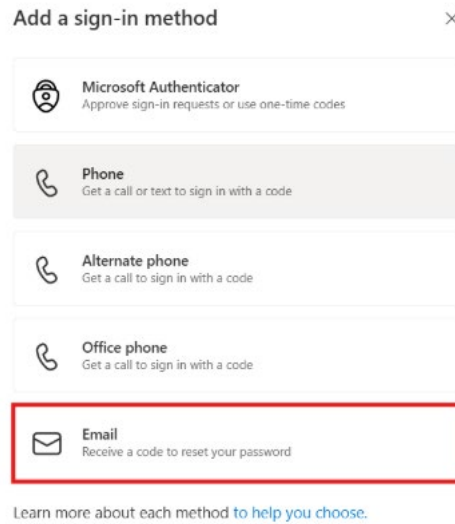 Add a sign-in method
Microsoft Authenticator
Approve sign-in requests or use one-time codes
Phone
Get a call or text to sign in with a code
Alternate phone
Get a call to sign in with a code
Office phone
Get a call to sign in with a code
Email
Receive a code to reset your password
Learn more about each method to help you choose.